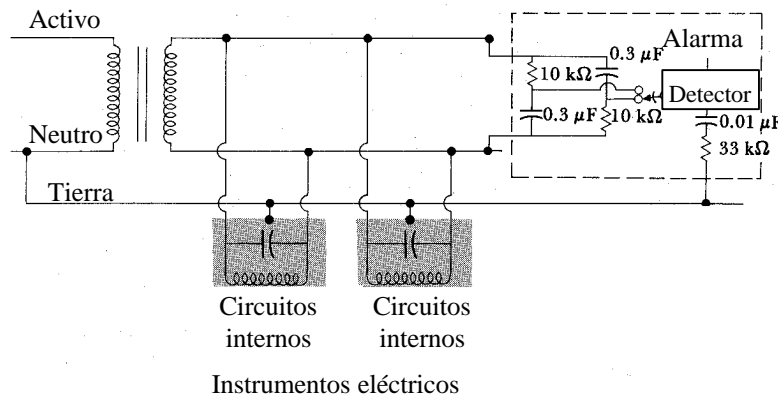 Activo
Neutro
Tierra
Alarma
0.3 µF
10 kΩ
Detector
0.3 µF
10 kΩ
0.01 µF
33 kΩ
Circuitos
internos
Circuitos
internos
Instrumentos eléctricos